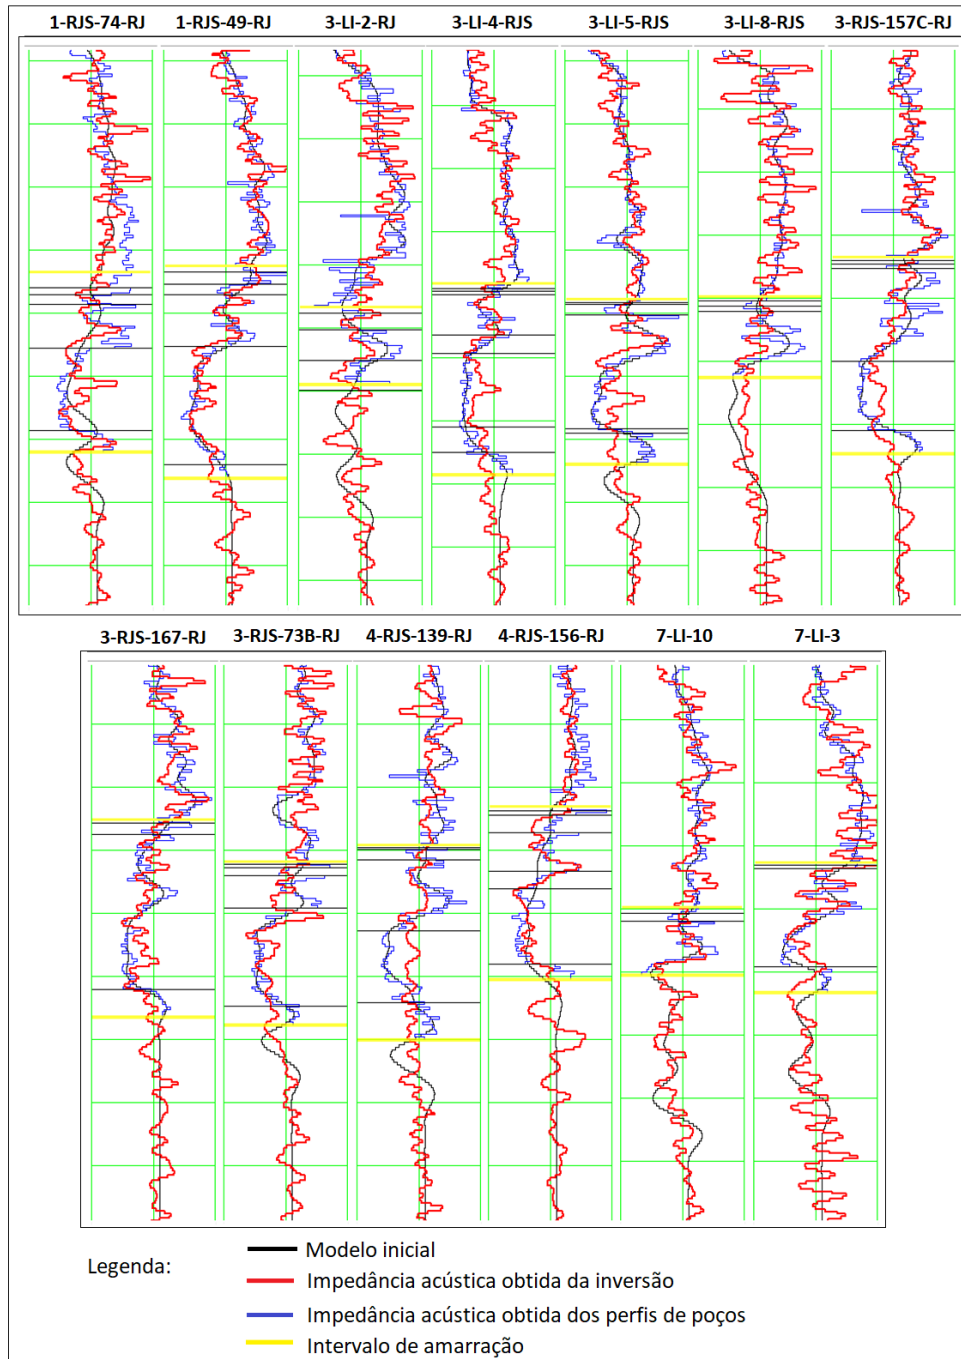 1-RJS-74-RJ 1-RJS-49-RJ 3-LI-2-RJ 3-LI-4-RJS 3-LI-5-RJS 3-LI-8-RJS 3-RJS-157C-RJ
3-RJS-167-RJ 3-RJS-73B-RJ 4-RJS-139-RJ 4-RJS-156-RJ 7-LI-10 7-LI-3
Legenda:
Modelo inicial
Impedância acústica obtida da inversão
Impedância acústica obtida dos perfis de poços
Intervalo de amarração